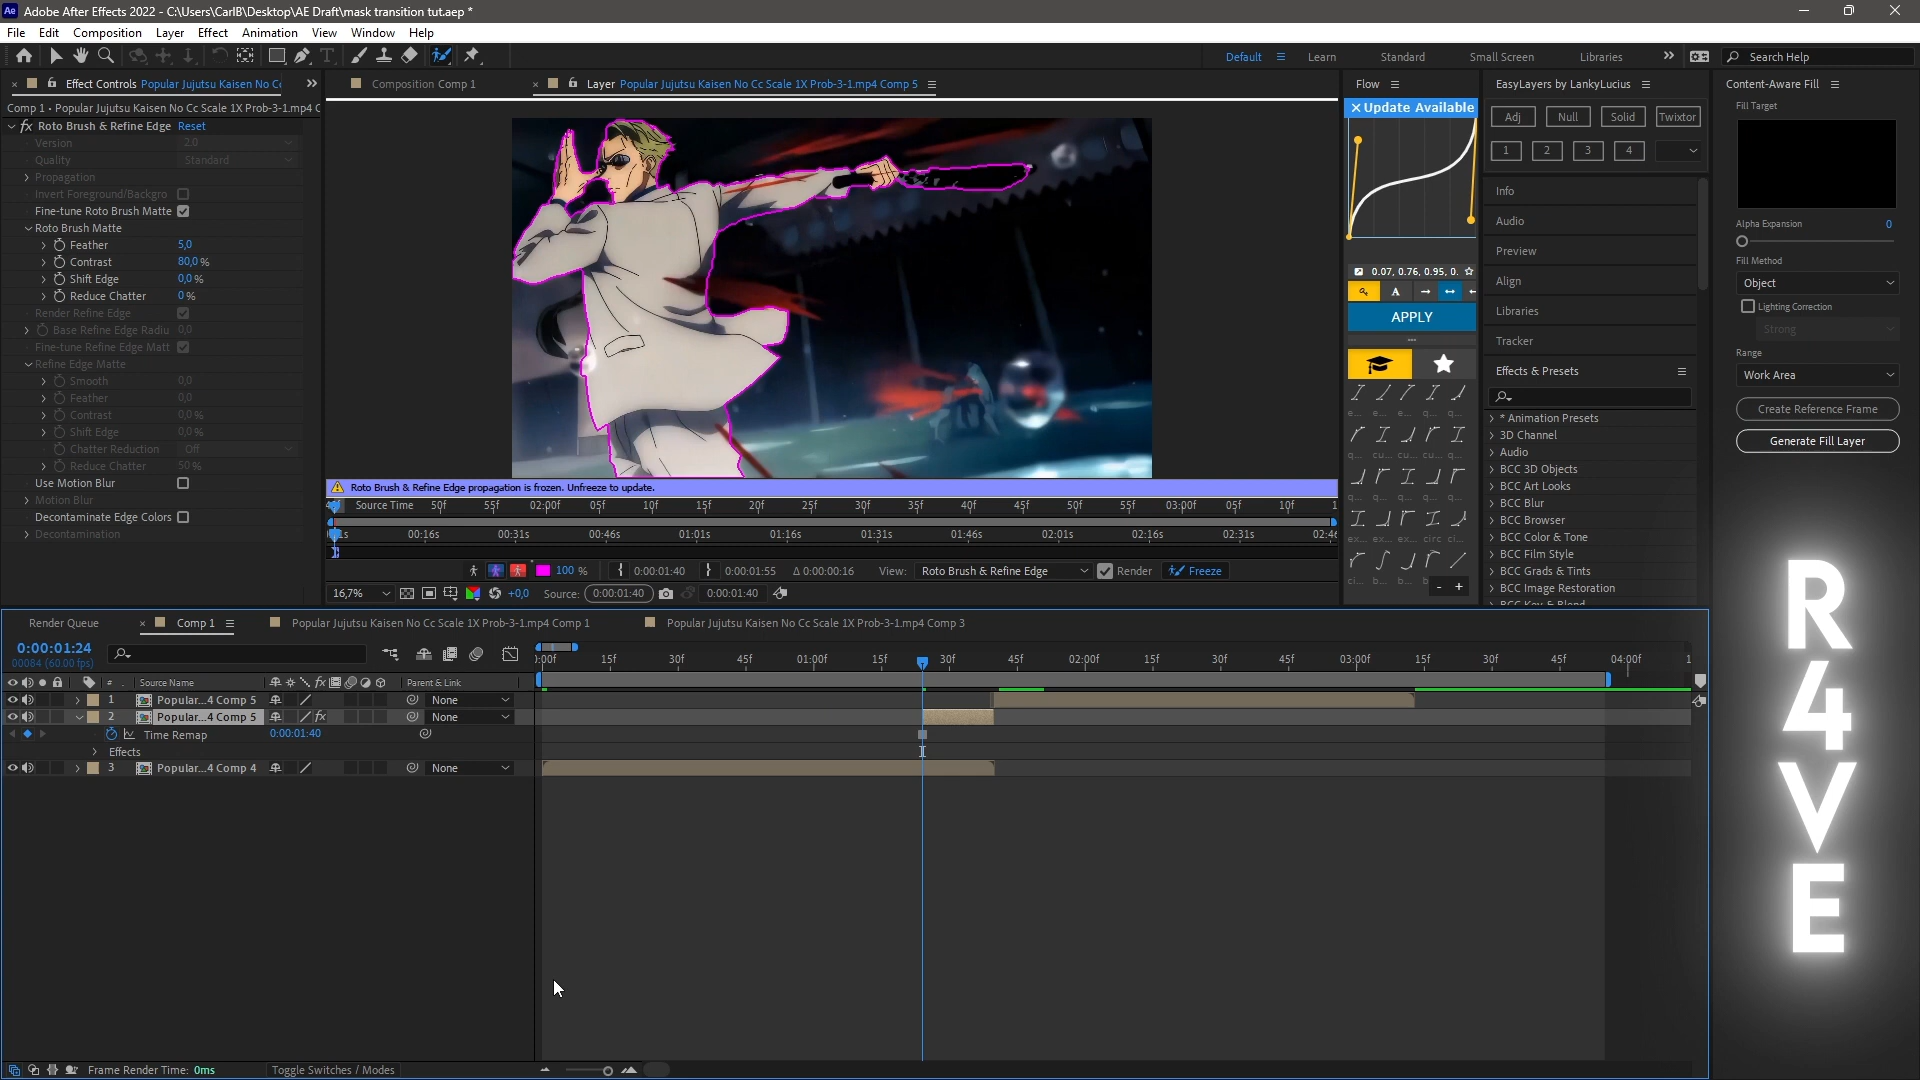 Adobe After Effects 2022 - C:\Users\CarlB\Desktop\AE Draft\mask transition tut.aep *
File Edit Composition Layer Effect Animation View Window Help
Default Learn Standard Small Screen Libraries Search Help
Effect Controls Popular Jujutsu Kaisen No Cc
Comp 1 • Popular Jujutsu Kaisen No Cc Scale 1X Prob-3-1.mp4 C
fx Roto Brush & Refine Edge Reset
Version 2.0
Quality Standard
Propagation
Invert Foreground/Backgro
Fine-tune Roto Brush Matte
Roto Brush Matte
Feather 5,0
Contrast 80,0 %
Shift Edge 0,0 %
Reduce Chatter 0 %
Render Refine Edge
Base Refine Edge Radiu 0,0
Fine-tune Refine Edge Matt
Refine Edge Matte
Smooth 0,0
Feather 0,0
Contrast 0,0 %
Shift Edge 0,0 %
Chatter Reduction Off
Reduce Chatter 50 %
Use Motion Blur
Motion Blur
Decontaminate Edge Colors
Decontamination
Composition Comp 1
Layer Popular Jujutsu Kaisen No Cc Scale 1X Prob-3-1.mp4 Comp 5
Roto Brush & Refine Edge propagation is frozen. Unfreeze to update.
Source Time 50f 55f 02:00f 05f 10f 15f 20f 25f 30f 35f 40f 45f 50f 55f 03:00f 05f 10f 1
00:16s 00:31s 00:46s 01:01s 01:16s 01:31s 01:46s 02:01s 02:16s 02:31s 02:46
100 % 0:00:01:40 0:00:01:55 Δ 0:00:00:16 View: Roto Brush & Refine Edge Render Freeze
16,7% +0,0 Source: 0:00:01:40 0:00:01:40
Flow
Update Available
0.07, 0.76, 0.95, 0.
A
APPLY
EasyLayers by LankyLucius
Adj Null Solid Twixtor
1 2 3 4
Info
Audio
Preview
Align
Libraries
Tracker
Effects & Presets
* Animation Presets
3D Channel
Audio
BCC 3D Objects
BCC Art Looks
BCC Blur
BCC Browser
BCC Color & Tone
BCC Film Style
BCC Grads & Tints
BCC Image Restoration
BCC Key & Blend
Content-Aware Fill
Fill Target
Alpha Expansion 0
Fill Method
Object
Lighting Correction
Strong
Range
Work Area
Create Reference Frame
Generate Fill Layer
R
4
V
E
Render Queue Comp 1 Popular Jujutsu Kaisen No Cc Scale 1X Prob-3-1.mp4 Comp 1 Popular Jujutsu Kaisen No Cc Scale 1X Prob-3-1.mp4 Comp 3
0:00:01:24
00084 (60.00 fps)
:00f 15f 30f 45f 01:00f 15f 30f 45f 02:00f 15f 30f 45f 03:00f 15f 30f 45f 04:00f 1
# Source Name fx Parent & Link
1 Popular...4 Comp 5 None
2 Popular...4 Comp 5 fx None
Time Remap 0:00:01:40
Effects
3 Popular...4 Comp 4 None
Frame Render Time: 0ms Toggle Switches / Modes